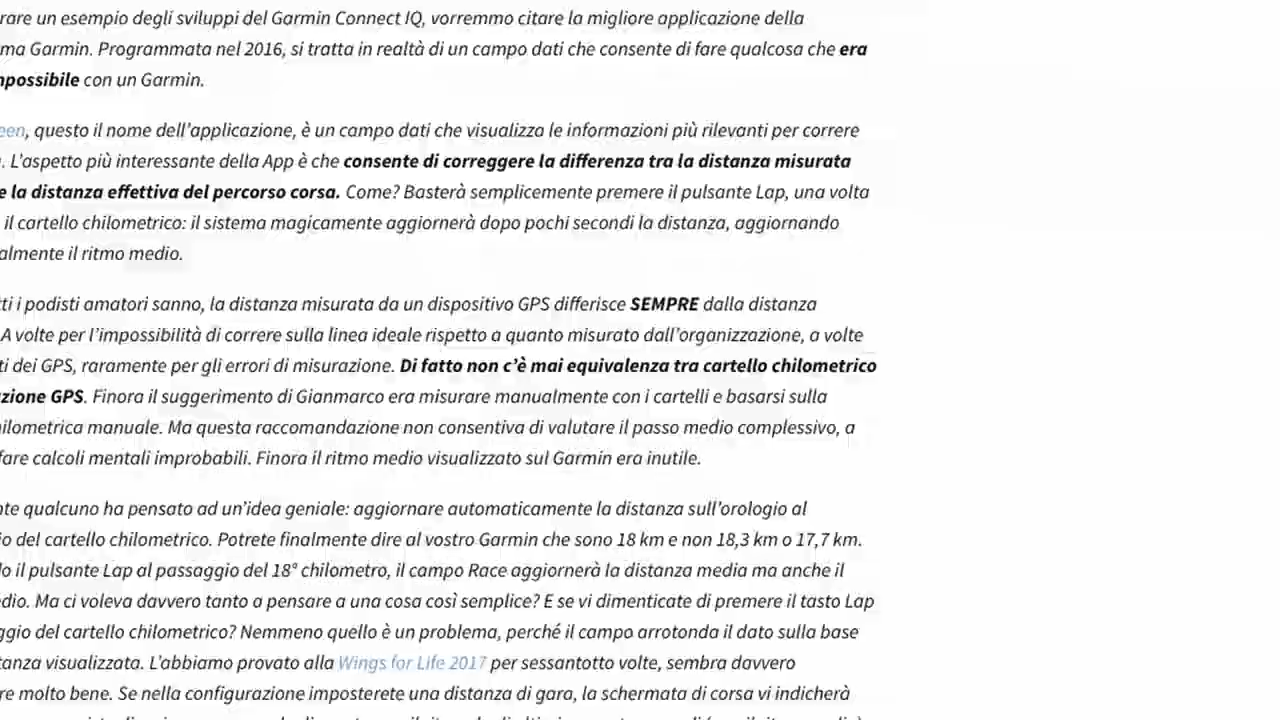 rare un esempio degli sviluppi del Garmin Connect IQ, vorremmo citare la migliore applicazione della
ma Garmin. Programmata nel 2016, si tratta in realtà di un campo dati che consente di fare qualcosa che era
mpossibile con un Garmin.
een, questo il nome dell'applicazione, è un campo dati che visualizza le informazioni più rilevanti per correre
. L'aspetto più interessante della App è che consente di correggere la differenza tra la distanza misurata
e la distanza effettiva del percorso corsa. Come? Basterà semplicemente premere il pulsante Lap, una volta
il cartello chilometrico: il sistema magicamente aggiornerà dopo pochi secondi la distanza, aggiornando
almente il ritmo medio.
tti i podisti amatori sanno, la distanza misurata da un dispositivo GPS differisce SEMPRE dalla distanza
A volte per l'impossibilità di correre sulla linea ideale rispetto a quanto misurato dall'organizzazione, a volte
ti dei GPS, raramente per gli errori di misurazione. Di fatto non c'è mai equivalenza tra cartello chilometrico
zione GPS. Finora il suggerimento di Gianmarco era misurare manualmente con i cartelli e basarsi sulla
hilometrica manuale. Ma questa raccomandazione non consentiva di valutare il passo medio complessivo, a
fare calcoli mentali improbabili. Finora il ritmo medio visualizzato sul Garmin era inutile.
nte qualcuno ha pensato ad un'idea geniale: aggiornare automaticamente la distanza sull'orologio al
io del cartello chilometrico. Potrete finalmente dire al vostro Garmin che sono 18 km e non 18,3 km o 17,7 km.
do il pulsante Lap al passaggio del 18° chilometro, il campo Race aggiornerà la distanza media ma anche il
edio. Ma ci voleva davvero tanto a pensare a una cosa così semplice? E se vi dimenticate di premere il tasto Lap
ggio del cartello chilometrico? Nemmeno quello è un problema, perché il campo arrotonda il dato sulla base
tanza visualizzata. L'abbiamo provato alla Wings for Life 2017 per sessantotto volte, sembra davvero
re molto bene. Se nella configurazione imposterete una distanza di gara, la schermata di corsa vi indicherà